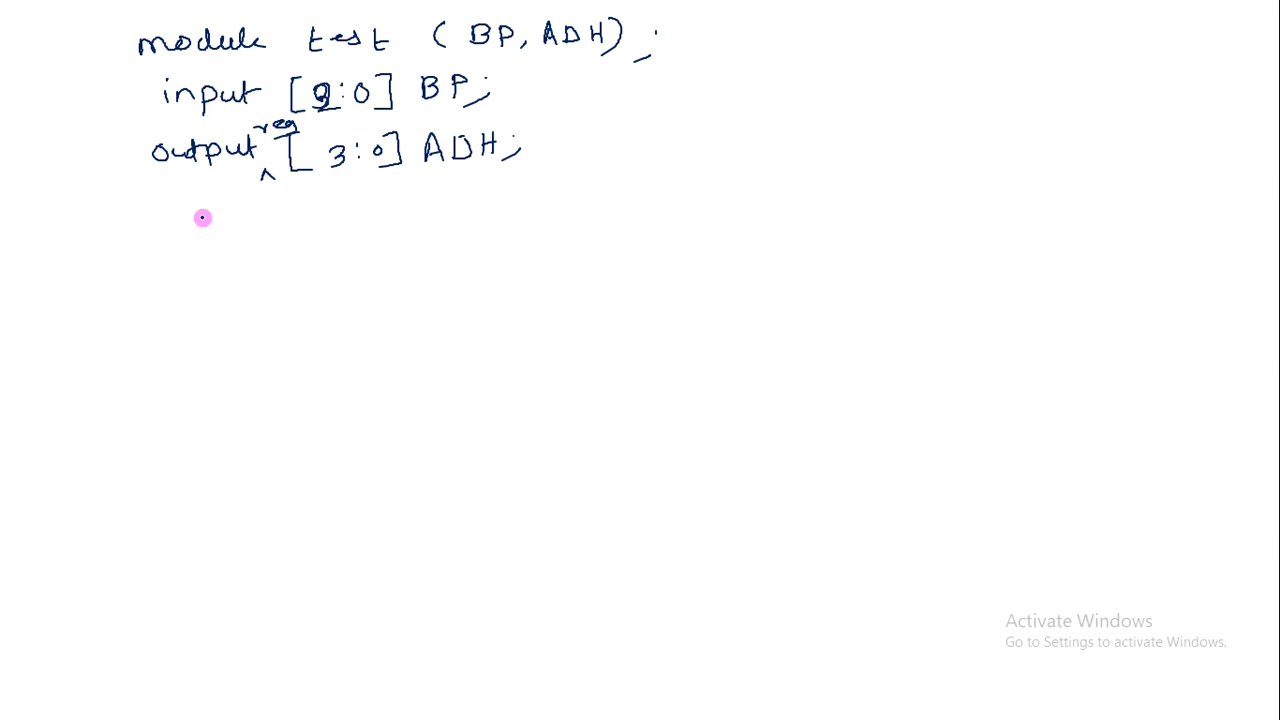 module test ( BP, ADH) ;
input [9:0] BP;
output reg [ 3:0] ADH;
Activate Windows
Go to Settings to activate Windows.